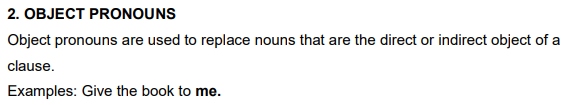 2. OBJECT PRONOUNS
Object pronouns are used to replace nouns that are the direct or indirect object of a
clause.
Examples: Give the book to me.